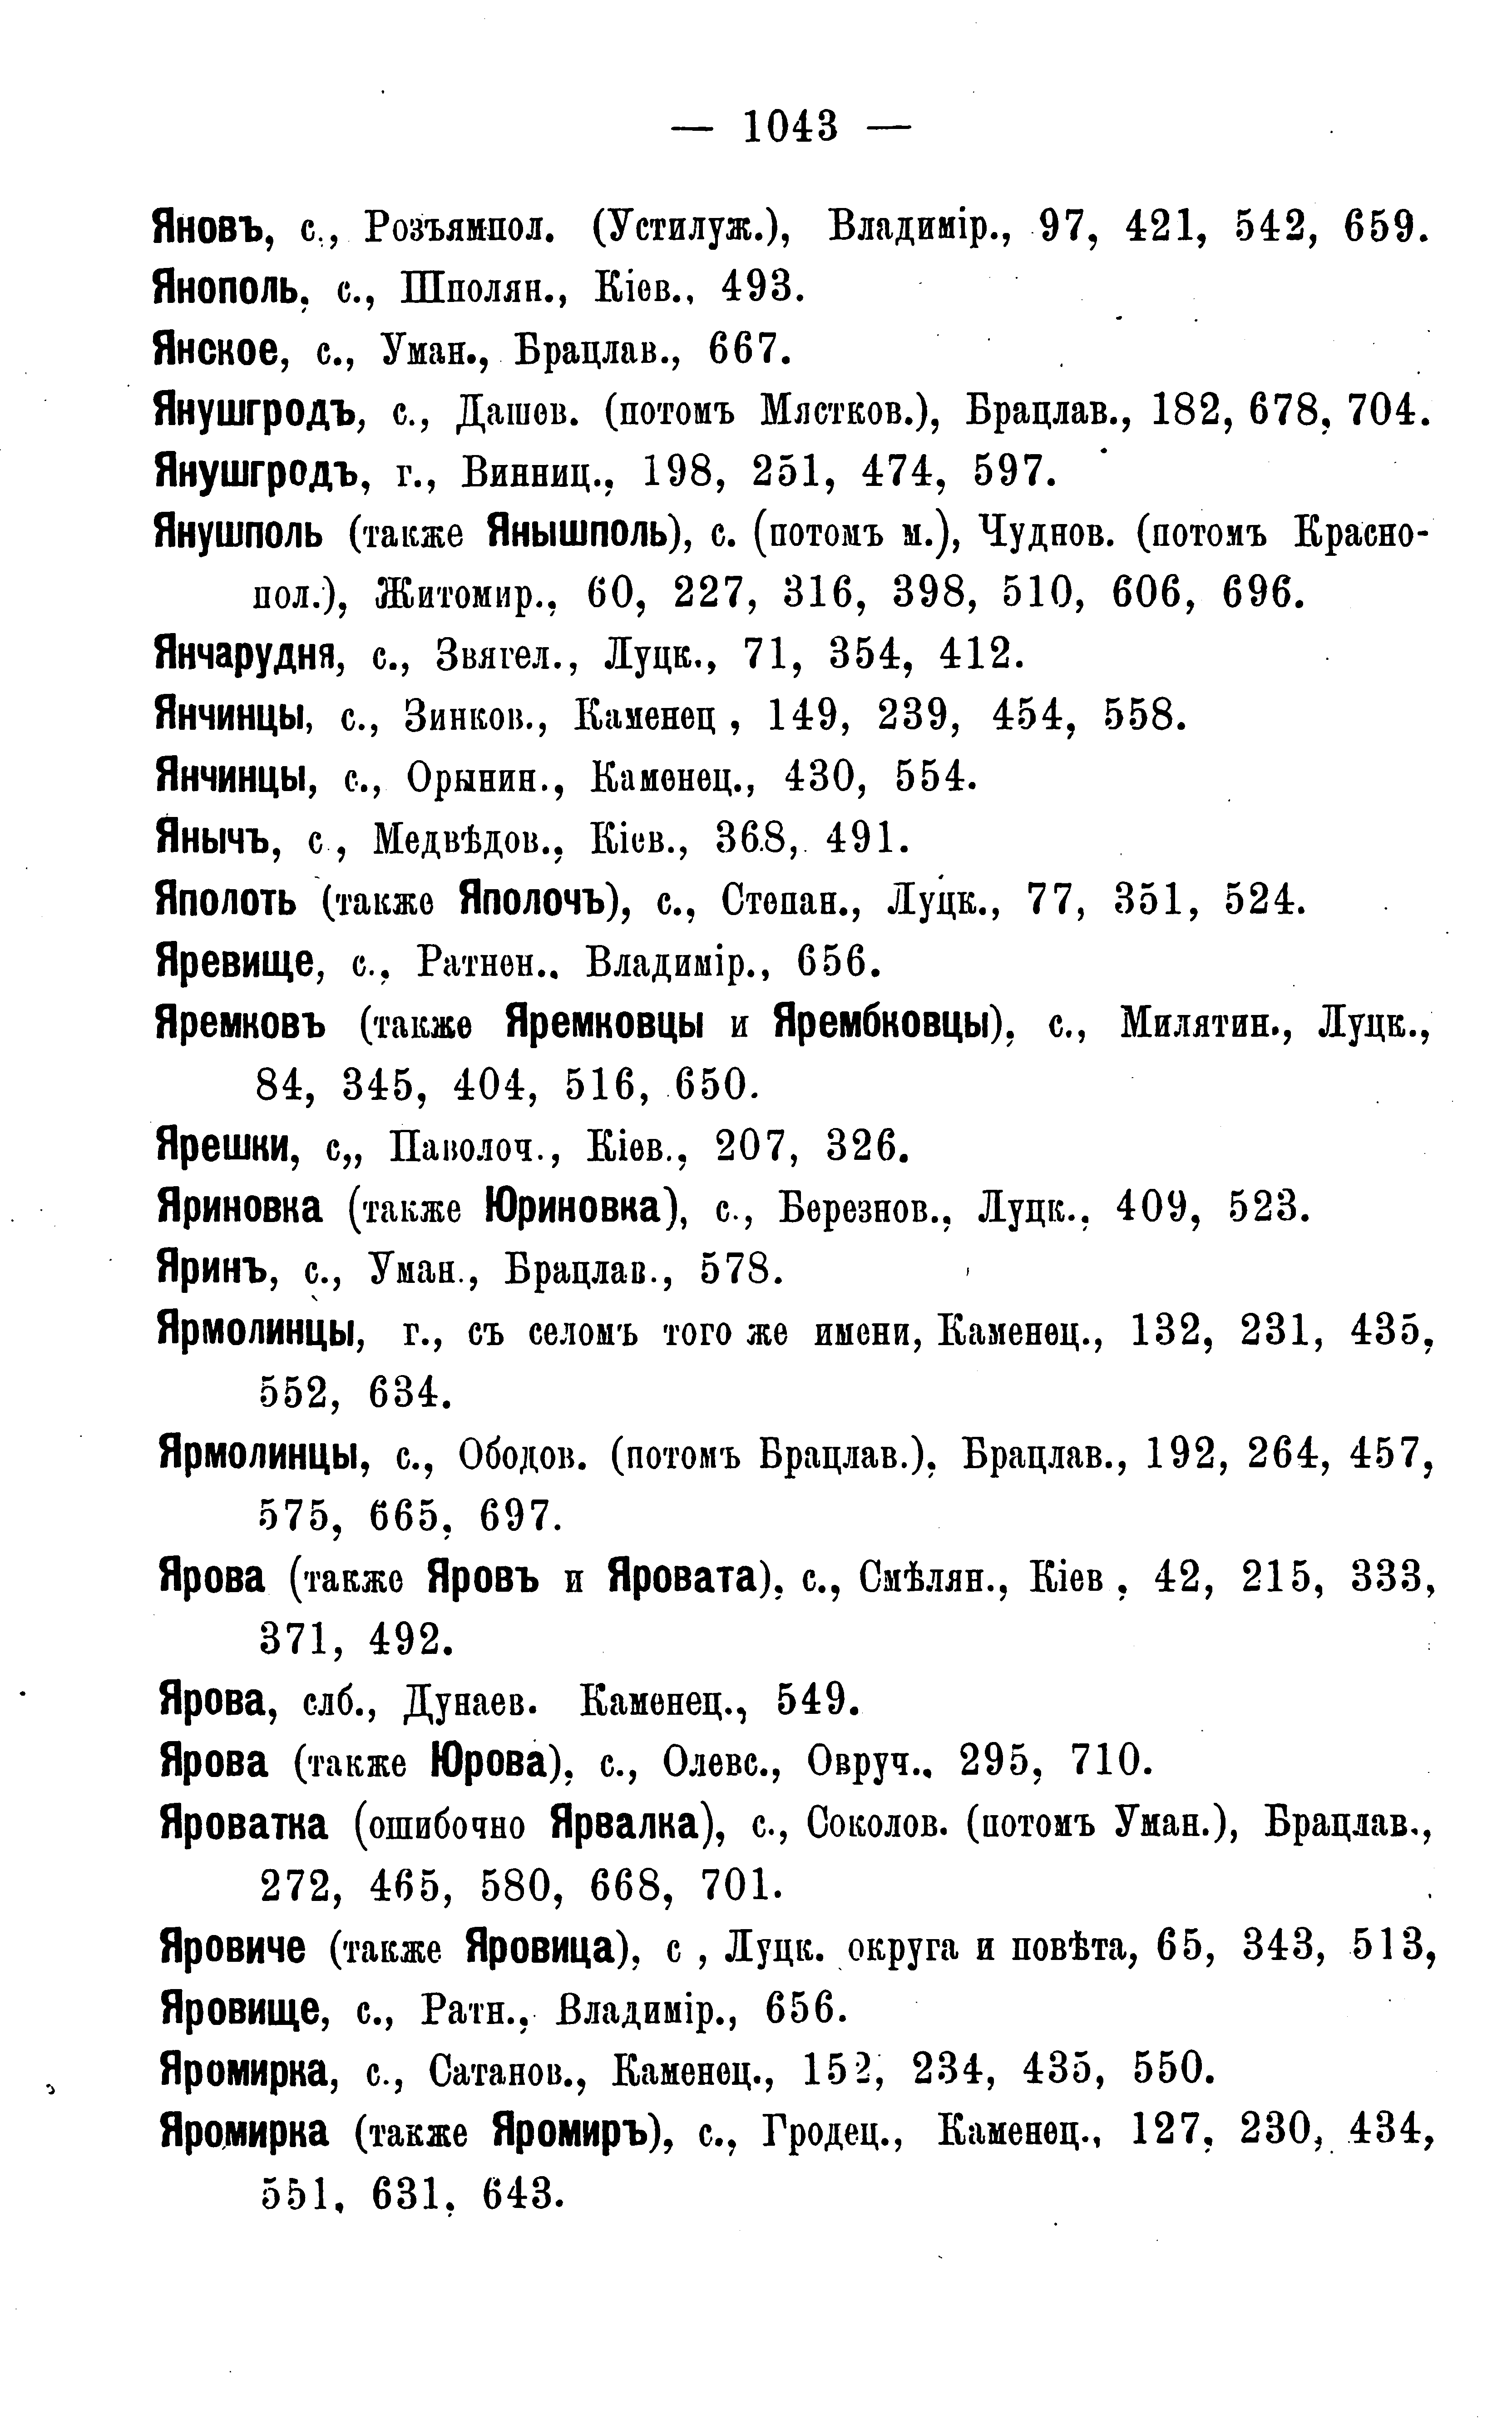 — 1043 —
Яновъ, с., Розъямпол. (Устилуж.), Владимір., 97, 421, 542, 659.
Янополь, с., Шполян., Кіев., 493.
Янское, с., Уман., Брацлав., 667.
Янушгродъ, с., Дашев. (потомъ Мястков.), Брацлав., 182, 678, 704.
Янушгродъ, г., Винниц., 198, 251, 474, 597.
Янушполь (также Янышполь), с. (потомъ м.), Чуднов. (потомъ Красно-
пол.), Житомир., 60, 227, 316, 398, 510, 606, 696.
Янчарудня, с., Звягел., Луцк., 71, 354, 412.
Янчинцы, с., Зинков., Каменец , 149, 239, 454, 558.
Янчинцы, с., Орынин., Каменец., 430, 554.
Янычъ, с , Медвѣдов., Кіев., 368, 491.
Яполоть (также Яполочъ), с., Степан., Луцк., 77, 351, 524.
Яревище, с., Ратнен., Владимір., 656.
Яремковъ (также Яремковцы и Ярембковцы), с., Милятин., Луцк.,
84, 345, 404, 516, 650.
Ярешки, с,, Паволоч., Кіев., 207, 326.
Яриновка (также Юриновка), с., Березнов., Луцк., 409, 523.
Яринъ, с., Уман., Брацлав., 578.
Ярмолинцы, г., съ селомъ того же имени, Каменец., 132, 231, 435,
552, 634.
Ярмолинцы, с., Ободов. (потомъ Брацлав.), Брацлав., 192, 264, 457,
575, 665, 697.
Ярова (также Яровъ и Яровата), с., Смѣлян., Кіев , 42, 215, 333,
371, 492.
Ярова, слб., Дунаев. Каменец., 549.
Ярова (также Юрова), с., Олевс., Овруч., 295, 710.
Яроватка (ошибочно Ярвалка), с., Соколов. (потомъ Уман.), Брацлав.,
272, 465, 580, 668, 701.
Яровиче (также Яровица), с , Луцк. округа и повѣта, 65, 343, 513,
Яровище, с., Ратн., Владимір., 656.
Яромирка, с., Сатанов., Каменец., 152, 234, 435, 550.
Яромирка (также Яромиръ), с., Гродец., Каменец., 127, 230, 434,
551, 631, 643.